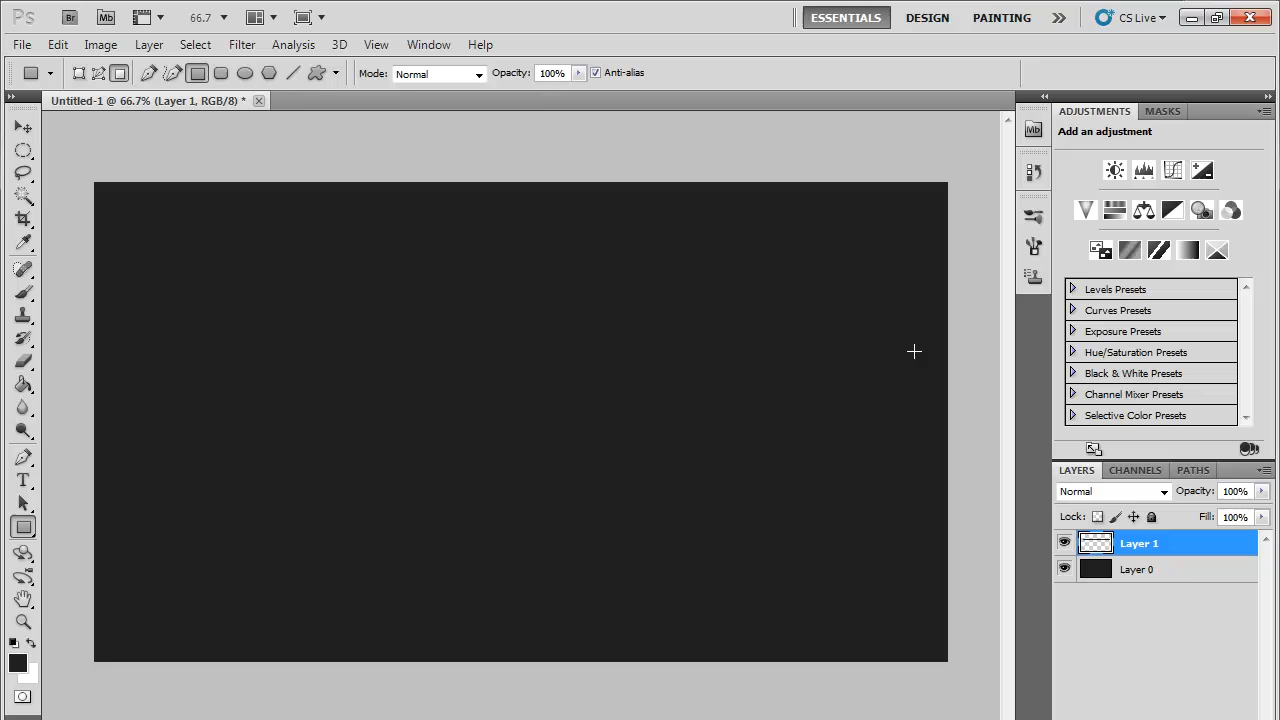 Ps Br Mb 66.7 ESSENTIALS DESIGN PAINTING CS Live
File Edit Image Layer Select Filter Analysis 3D View Window Help
Mode: Normal Opacity: 100% Anti-alias
Untitled-1 @ 66.7% (Layer 1, RGB/8) *
ADJUSTMENTS MASKS
Mb
Add an adjustment
Levels Presets
Curves Presets
Exposure Presets
Hue/Saturation Presets
Black & White Presets
Channel Mixer Presets
Selective Color Presets
LAYERS CHANNELS PATHS
Normal Opacity: 100%
Lock: Fill: 100%
Layer 1
Layer 0
T